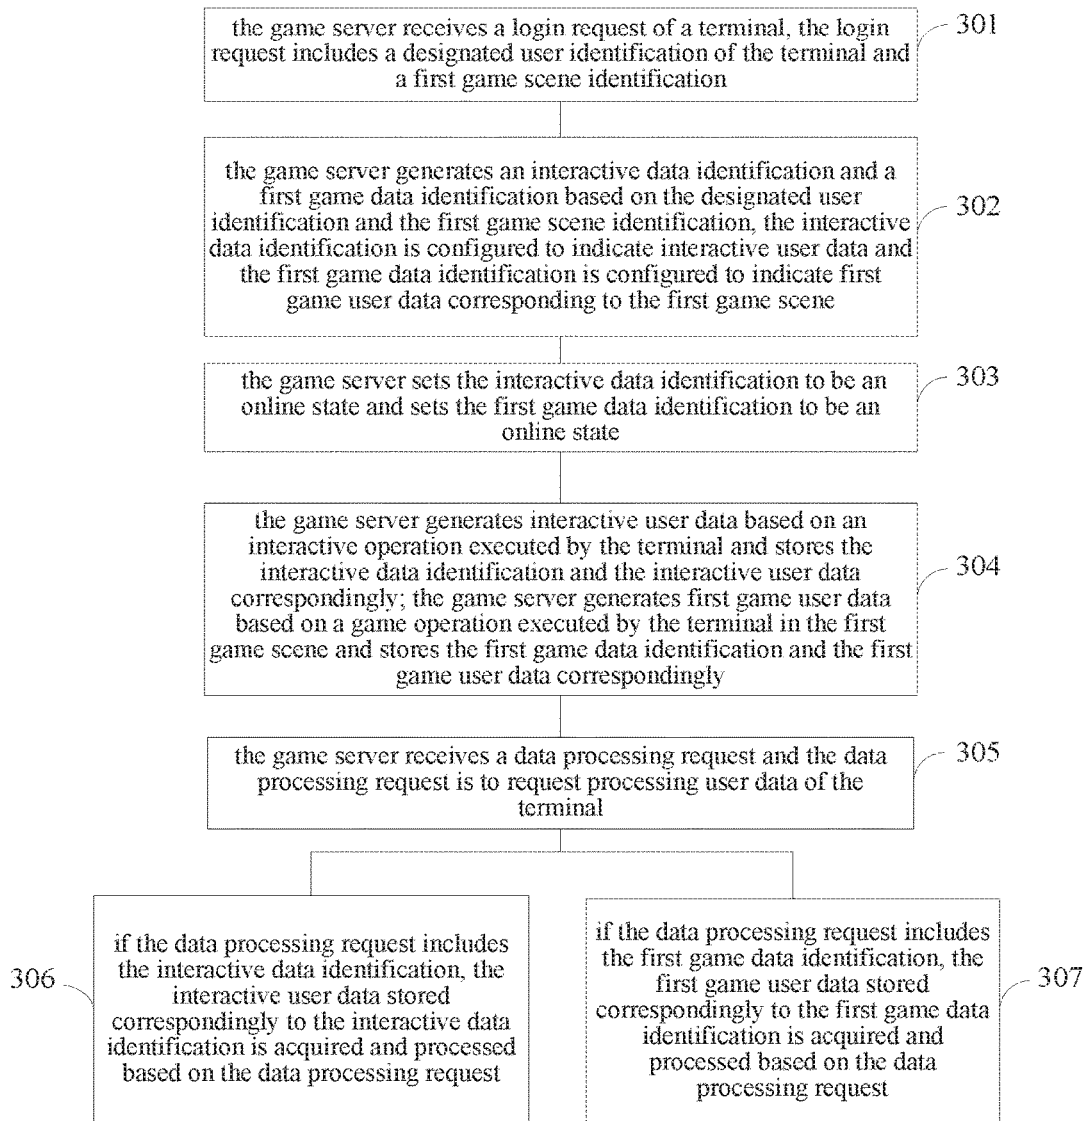 the game server receives a login request of a terminal, the login
request includes a designated user identification of the terminal and
a first game scene identification
301
the game server generates an interactive data identification and a
first game data identification based on the designated user
identification and the first game scene identification, the interactive
data identification is configured to indicate interactive user data and
the first game data identification is configured to indicate first
game user data corresponding to the first game scene
302
the game server sets the interactive data identification to be an
online state and sets the first game data identification to be an
online state
303
the game server generates interactive user data based on an
interactive operation executed by the terminal and stores the
interactive data identification and the interactive user data
correspondingly; the game server generates first game user data
based on a game operation executed by the terminal in the first
game scene and stores the first game data identification and the first
game user data correspondingly
304
the game server receives a data processing request and the data
processing request is to request processing user data of the
terminal
305
306
if the data processing request includes
the interactive data identification, the
interactive user data stored
correspondingly to the interactive data
identification is acquired and processed
based on the data processing request
if the data processing request includes
the first game data identification, the
first game user data stored
correspondingly to the first game data
identification is acquired and
processed based on the data
processing request
307